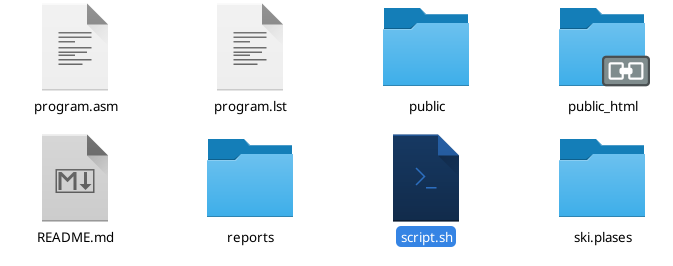 program.asm
program.lst
public
public_html
README.md
reports
script.sh
ski.plases